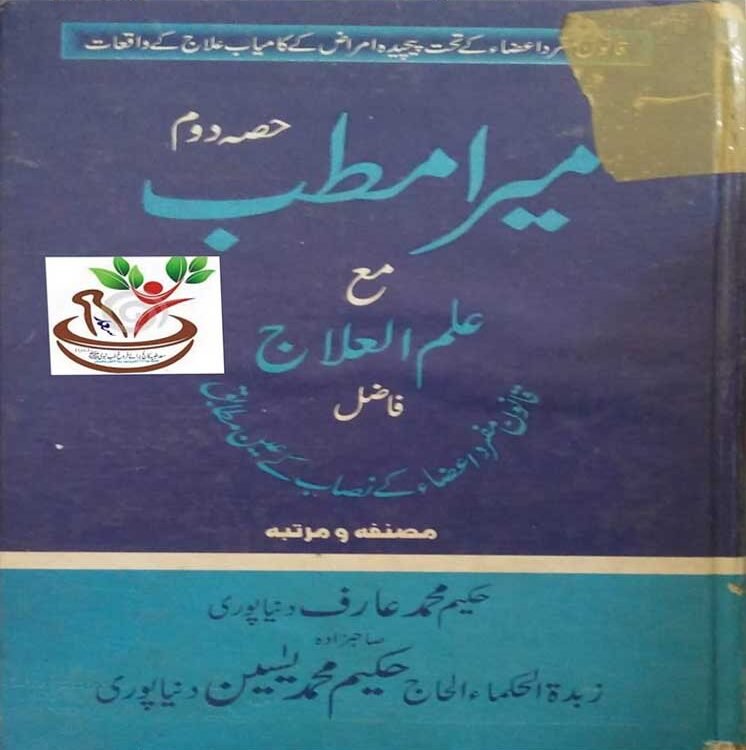 قانون مفرد اعضاء کے تحت پیچیدہ امراض کے کامیاب علاج کے واقعات
حصہ دوم
میرا مطب
مع
علم العلاج
فاضل
قانون مفرد اعضاء کے نصاب کے عین مطابق
مصنفہ و مرتبہ
حکیم محمد عارف دنیاپوری
صاحبزادہ
زبدۃ الحکماء الحاج حکیم محمد یٰسین دنیاپوری